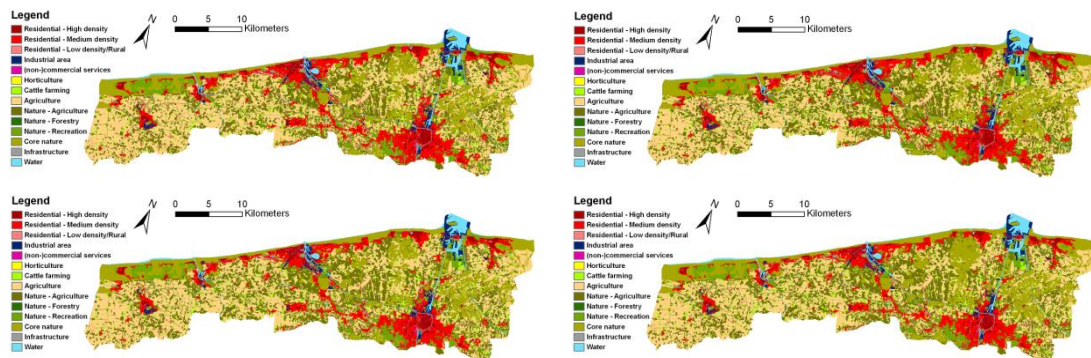 Legend
N
0 5 10
Kilometers
Residential - High density
Residential - Medium density
Residential - Low density/Rural
Industrial area
(non-)commercial services
Horticulture
Cattle farming
Agriculture
Nature - Agriculture
Nature - Forestry
Nature - Recreation
Core nature
Infrastructure
Water
Legend
N
0 5 10
Kilometers
Residential - High density
Residential - Medium density
Residential - Low density/Rural
Industrial area
(non-)commercial services
Horticulture
Cattle farming
Agriculture
Nature - Agriculture
Nature - Forestry
Nature - Recreation
Core nature
Infrastructure
Water
Legend
N
0 5 10
Kilometers
Residential - High density
Residential - Medium density
Residential - Low density/Rural
Industrial area
(non-)commercial services
Horticulture
Cattle farming
Agriculture
Nature - Agriculture
Nature - Forestry
Nature - Recreation
Core nature
Infrastructure
Water
Legend
N
0 5 10
Kilometers
Residential - High density
Residential - Medium density
Residential - Low density/Rural
Industrial area
(non-)commercial services
Horticulture
Cattle farming
Agriculture
Nature - Agriculture
Nature - Forestry
Nature - Recreation
Core nature
Infrastructure
Water